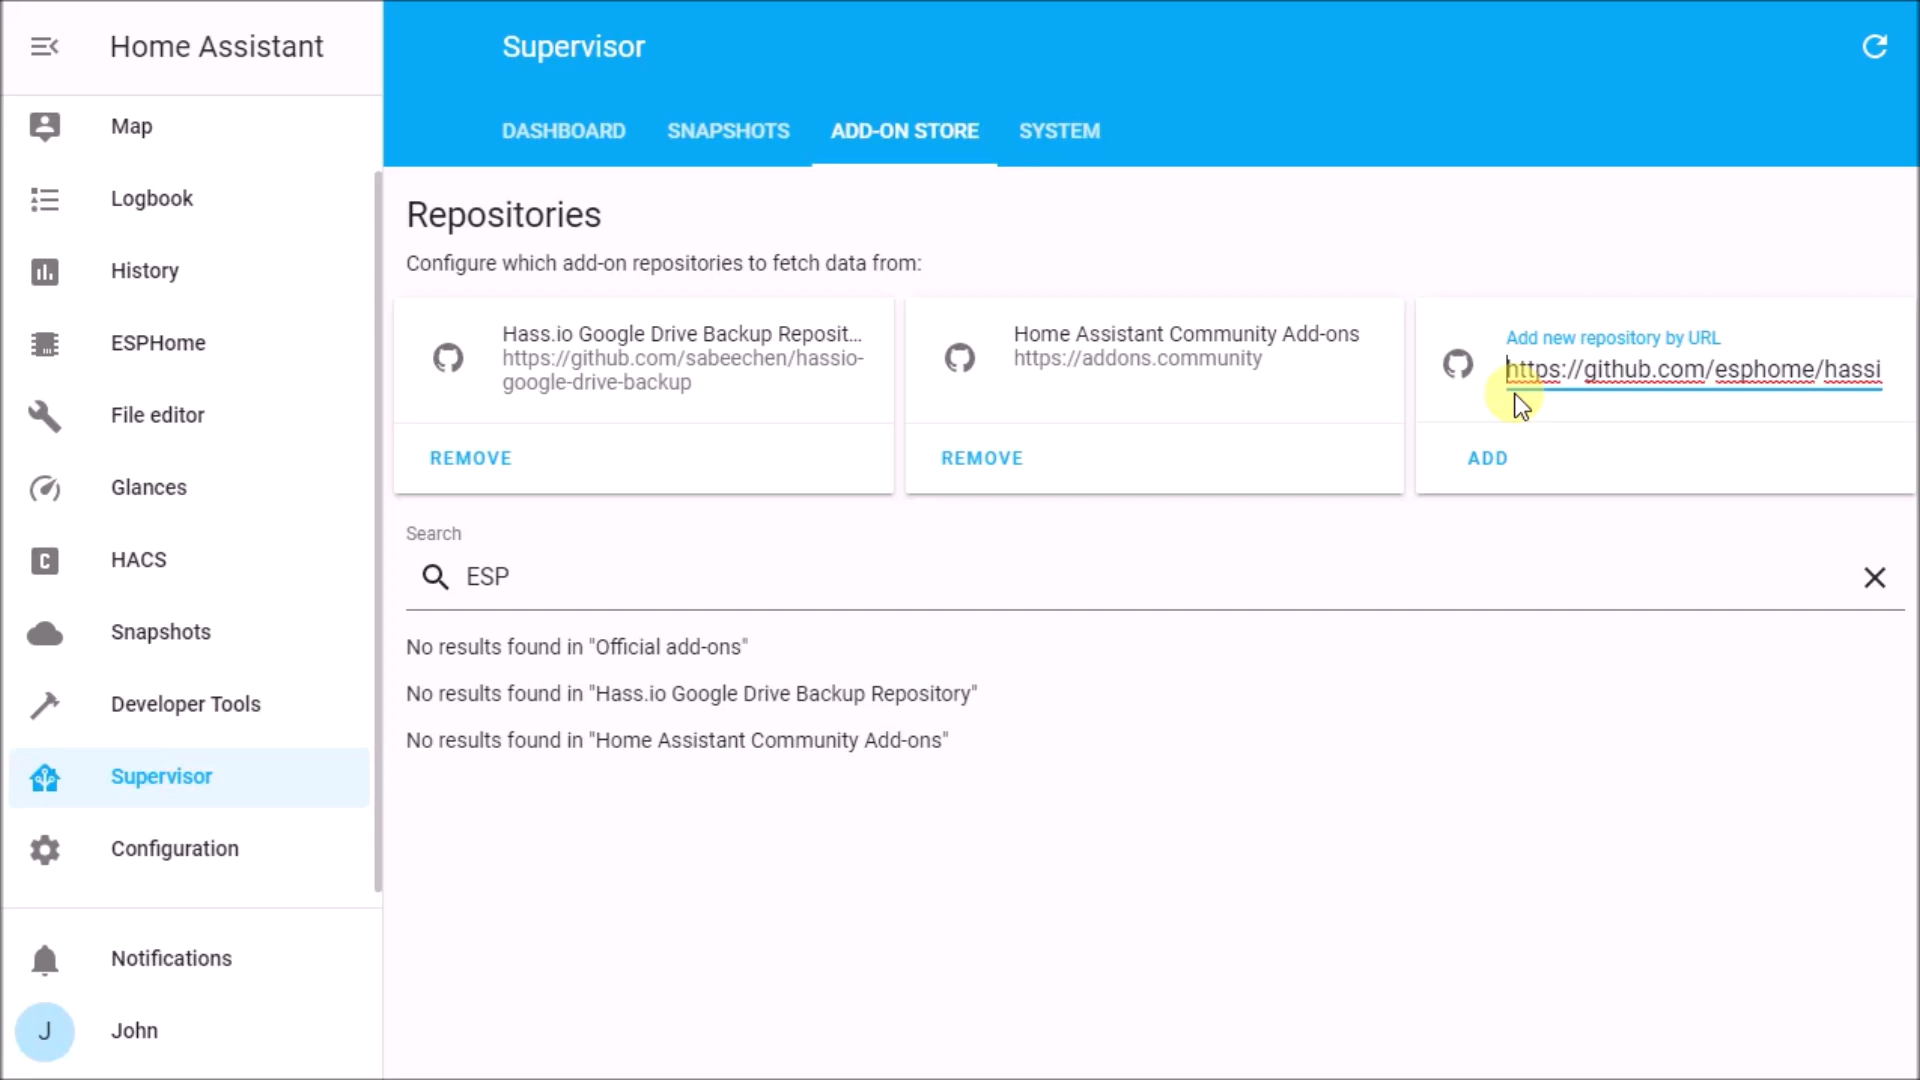 Home Assistant
Supervisor
DASHBOARD
SNAPSHOTS
ADD-ON STORE
SYSTEM
Map
Logbook
History
ESPHome
File editor
Glances
C
HACS
Snapshots
Developer Tools
Supervisor
Configuration
Notifications
J
John
Repositories
Configure which add-on repositories to fetch data from:
Hass.io Google Drive Backup Reposit...
https://github.com/sabeechen/hassio-
google-drive-backup
REMOVE
Home Assistant Community Add-ons
https://addons.community
REMOVE
Add new repository by URL
https://github.com/esphome/hassi
ADD
Search
ESP
No results found in "Official add-ons"
No results found in "Hass.io Google Drive Backup Repository"
No results found in "Home Assistant Community Add-ons"